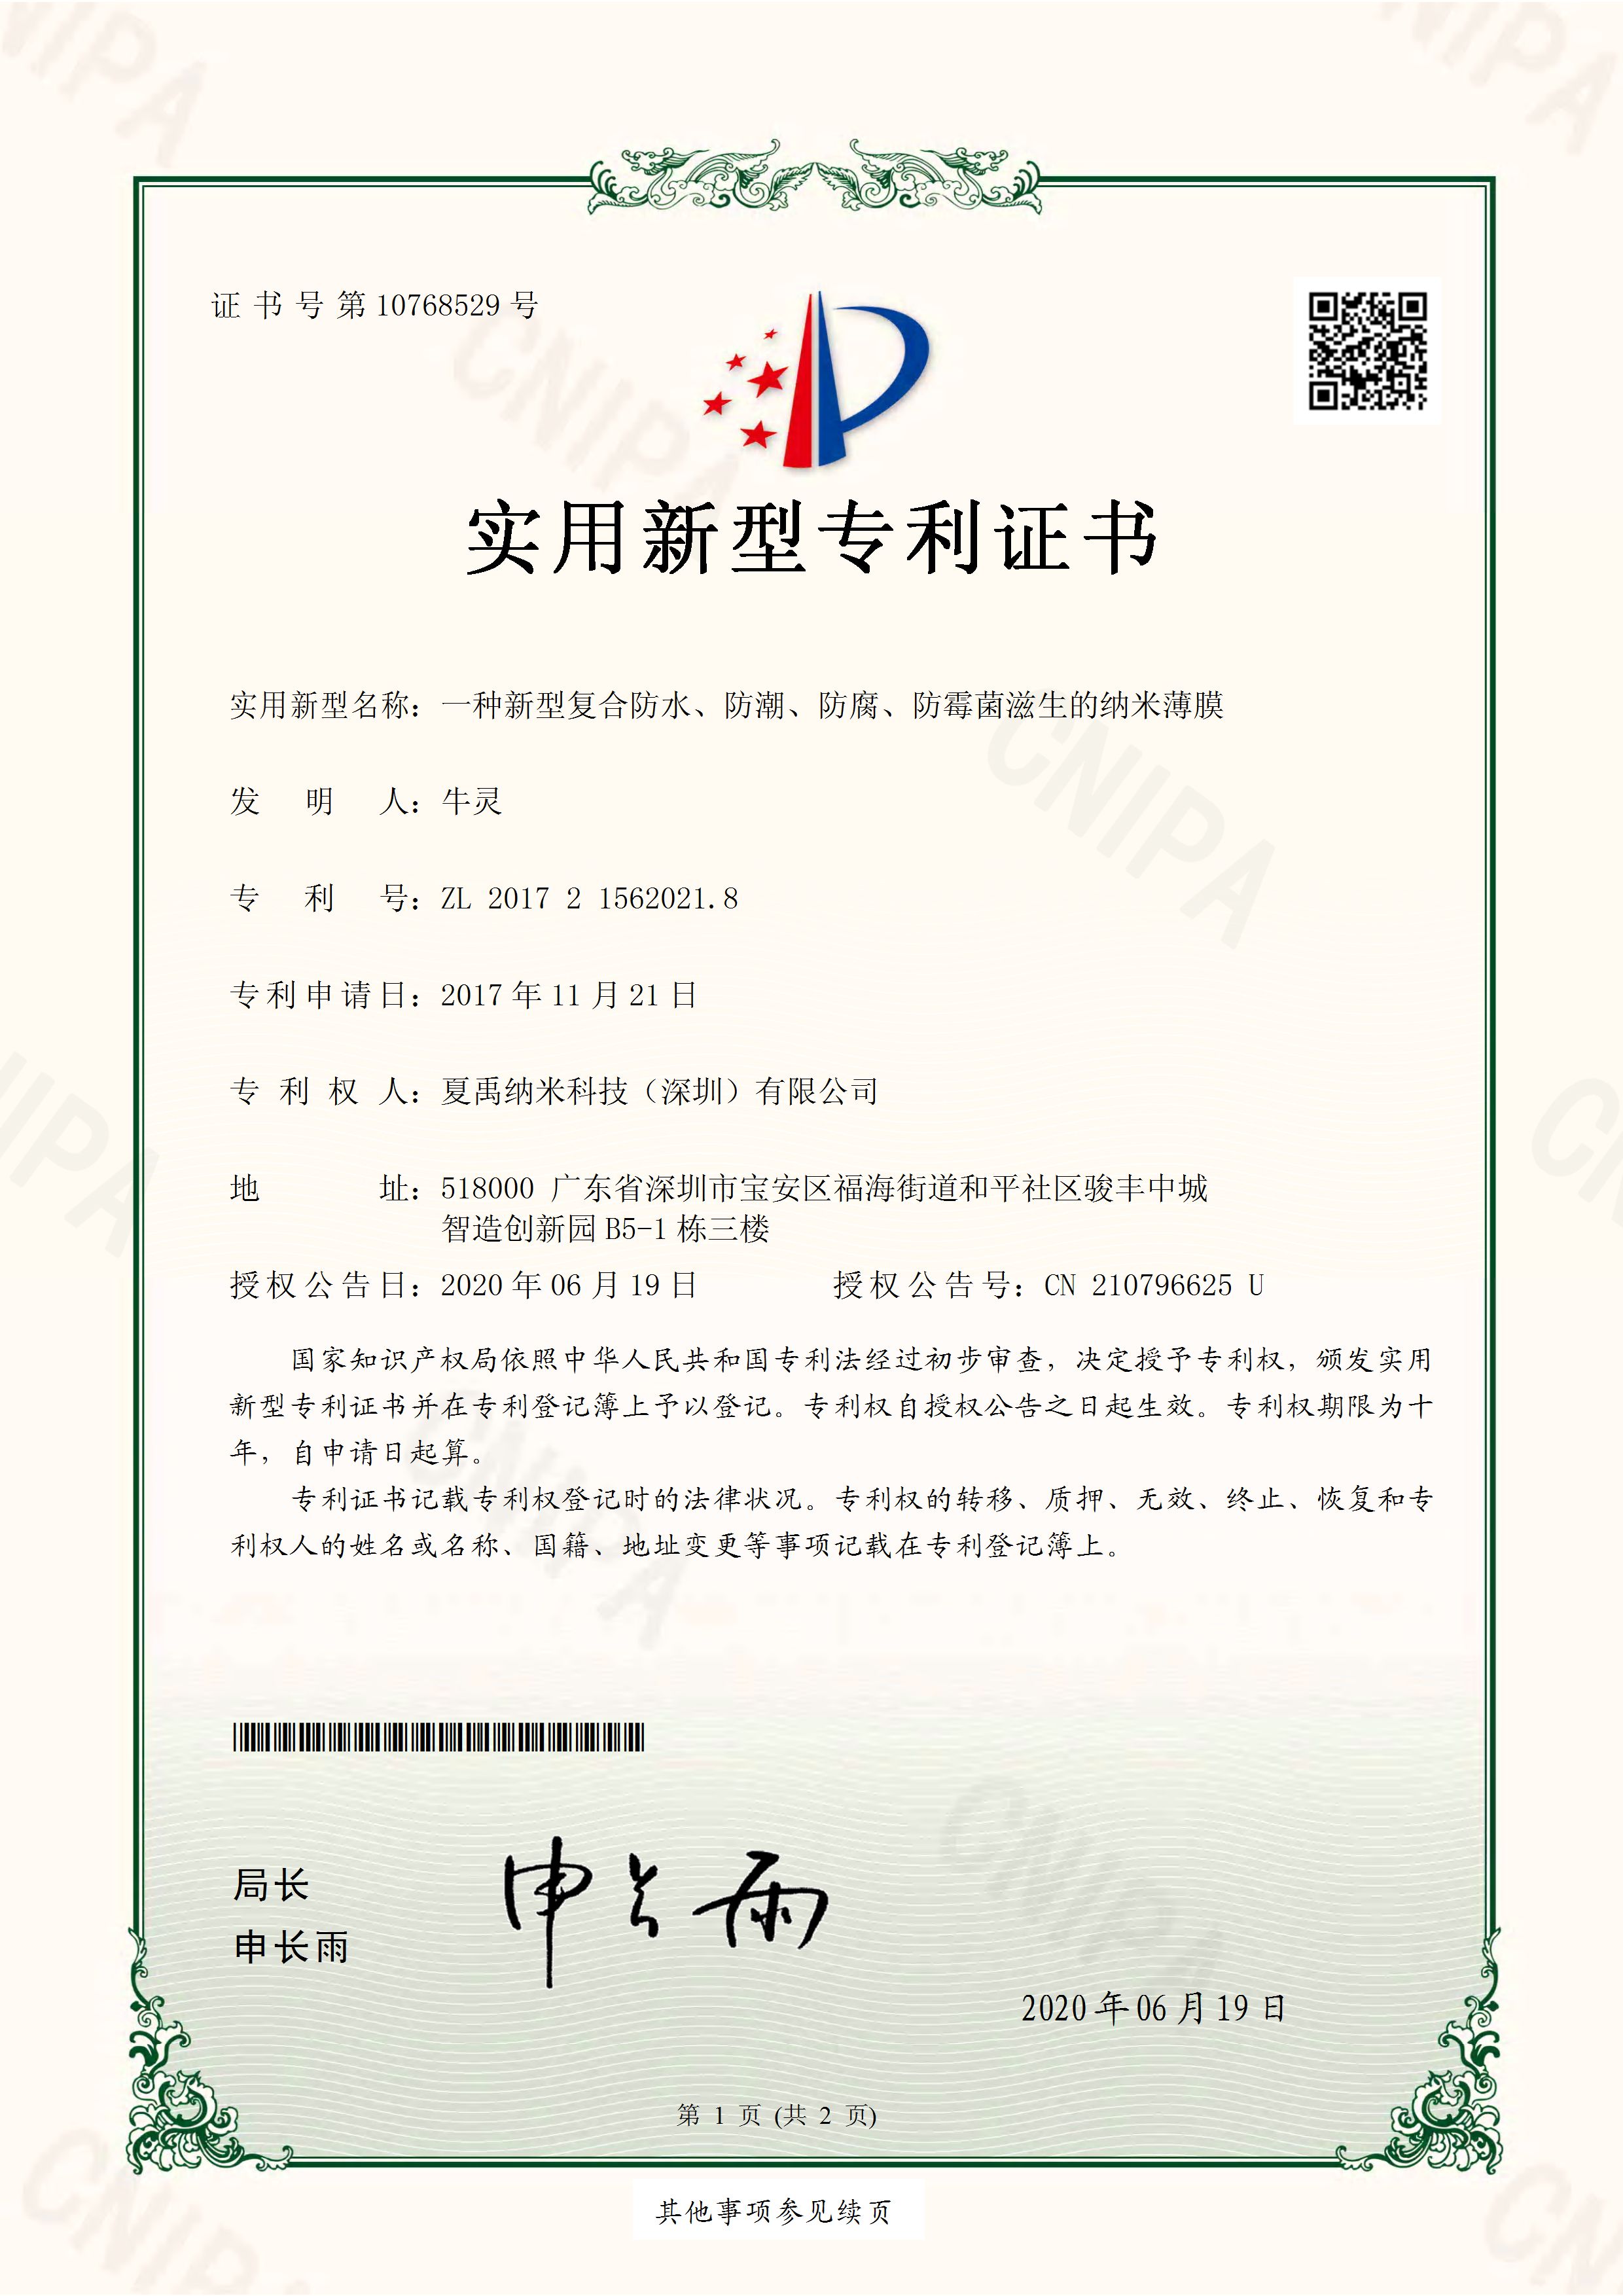 证书号第10768529号
实用新型专利证书
实用新型名称：一种新型复合防水、防潮、防腐、防霉菌滋生的纳米薄膜
发明人：牛灵
专利号：ZL 2017 2 1562021.8
专利申请日：2017年11月21日
专利权人：夏禹纳米科技（深圳）有限公司
地址：518000 广东省深圳市宝安区福海街道和平社区骏丰中城
智造创新园B5-1栋三楼
授权公告日：2020年06月19日 授权公告号：CN 210796625 U
国家知识产权局依照中华人民共和国专利法经过初步审查，决定授予专利权，颁发实用
新型专利证书并在专利登记簿上予以登记。专利权自授权公告之日起生效。专利权期限为十
年，自申请日起算。
专利证书记载专利权登记时的法律状况。专利权的转移、质押、无效、终止、恢复和专
利权人的姓名或名称、国籍、地址变更等事项记载在专利登记簿上。
局长
申长雨
申长雨
2020年06月19日
第 1 页 (共 2 页)
其他事项参见续页
CNIPA
CNIPA
CNIPA
CNIPA
CNIPA
CNIPA